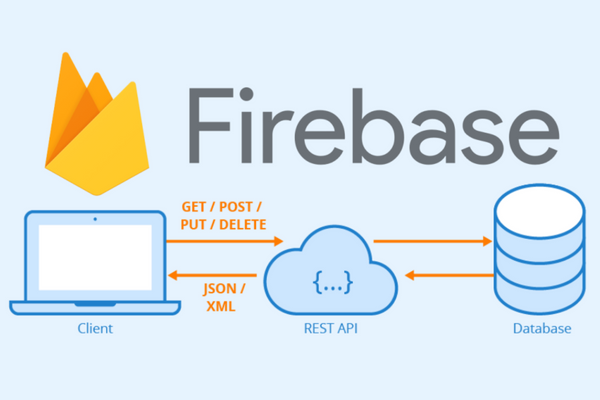 Firebase
GET / POST /
PUT / DELETE
{...}
JSON /
XML
Client
REST API
Database